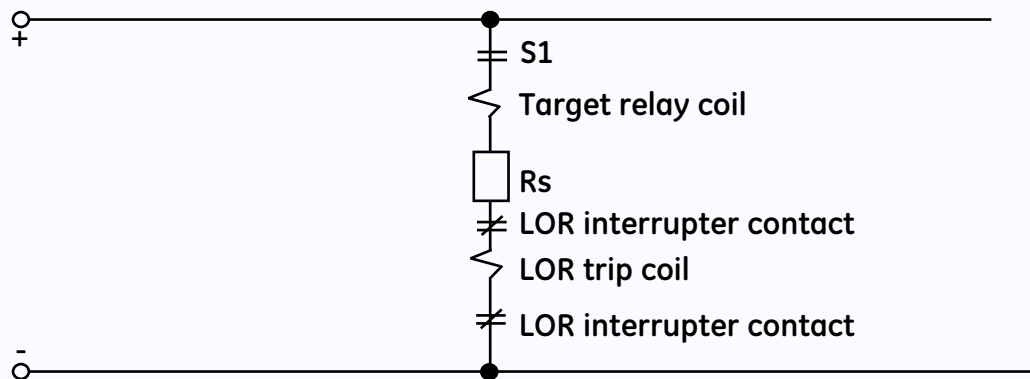 +
S1
Target relay coil
Rs
LOR interrupter contact
LOR trip coil
LOR interrupter contact
-